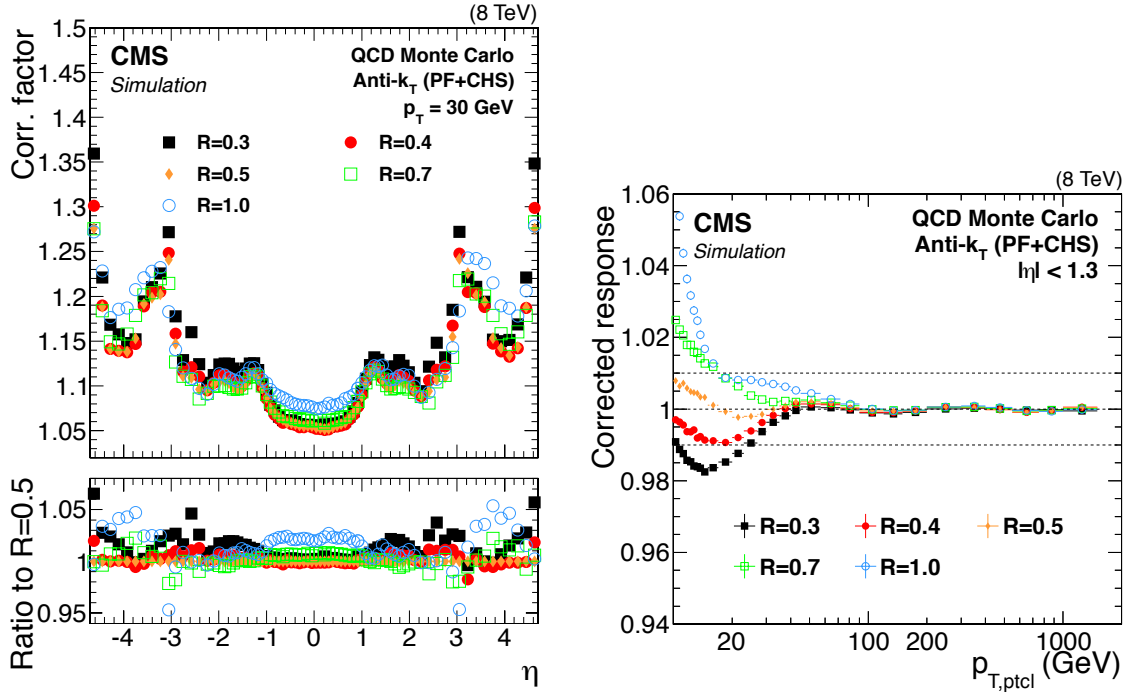 (8 TeV)
CMS
Simulation
QCD Monte Carlo
Anti-kT (PF+CHS)
pT = 30 GeV
R=0.3
R=0.4
R=0.5
R=0.7
R=1.0
Corr. factor
1.5
1.45
1.4
1.35
1.3
1.25
1.2
1.15
1.1
1.05
Ratio to R=0.5
1.05
1
0.95
-4 -3 -2 -1 0 1 2 3 4
η
(8 TeV)
CMS
Simulation
QCD Monte Carlo
Anti-kT (PF+CHS)
|η| < 1.3
Corrected response
1.06
1.04
1.02
1
0.98
0.96
0.94
R=0.3 R=0.4 R=0.5
R=0.7 R=1.0
20 100 200 1000
pT,ptcl (GeV)